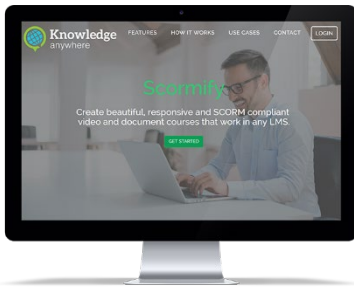 Knowledge
anywhere
FEATURES HOW IT WORKS USE CASES CONTACT LOGIN
Scormify
Create beautiful, responsive and SCORM compliant
video and document courses that work in any LMS.
GET STARTED